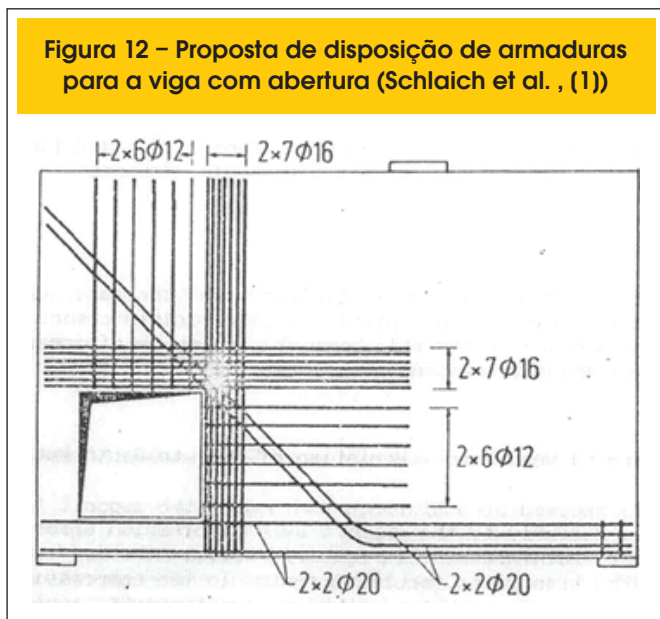 Figura 12 – Proposta de disposição de armaduras
para a viga com abertura (Schlaich et al. , (1))
2×6Φ12
2×7Φ16
2×7Φ16
2×6Φ12
2×2Φ20
2×2Φ20